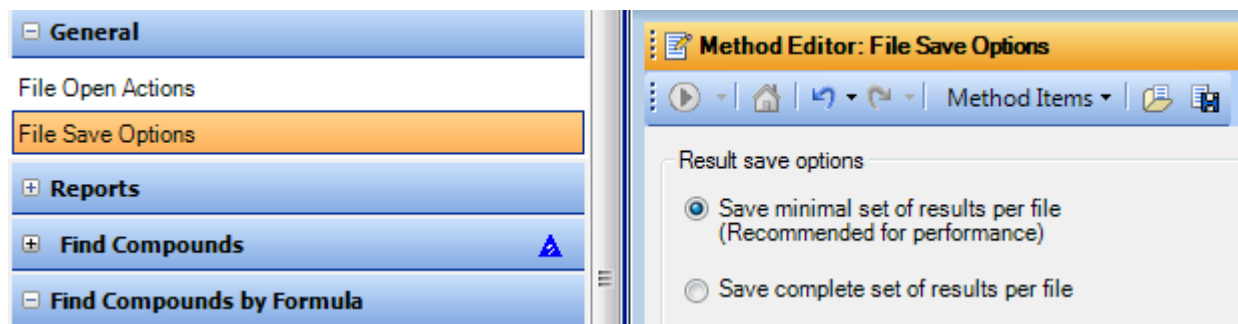 General
File Open Actions
File Save Options
Reports
Find Compounds
Find Compounds by Formula
Method Editor: File Save Options
Method Items
Result save options
Save minimal set of results per file
(Recommended for performance)
Save complete set of results per file